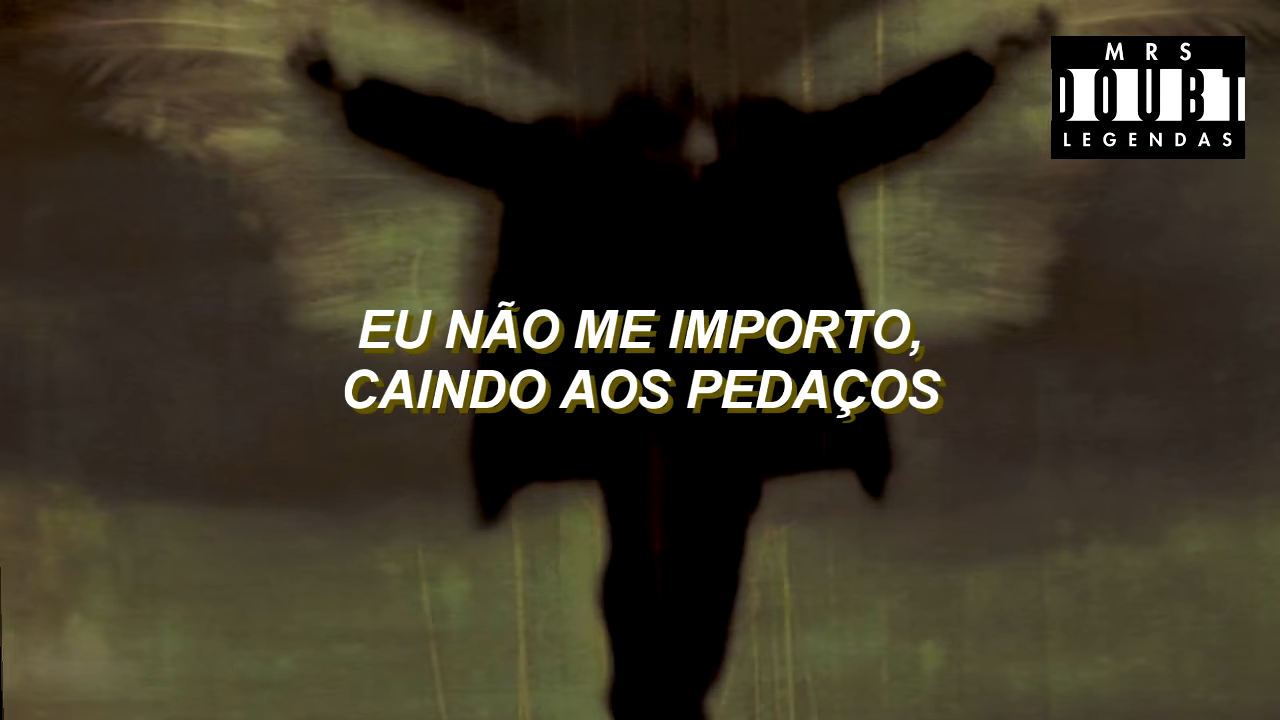 MRS
DOUBT
LEGENDAS
EU NÃO ME IMPORTO,
CAINDO AOS PEDAÇOS